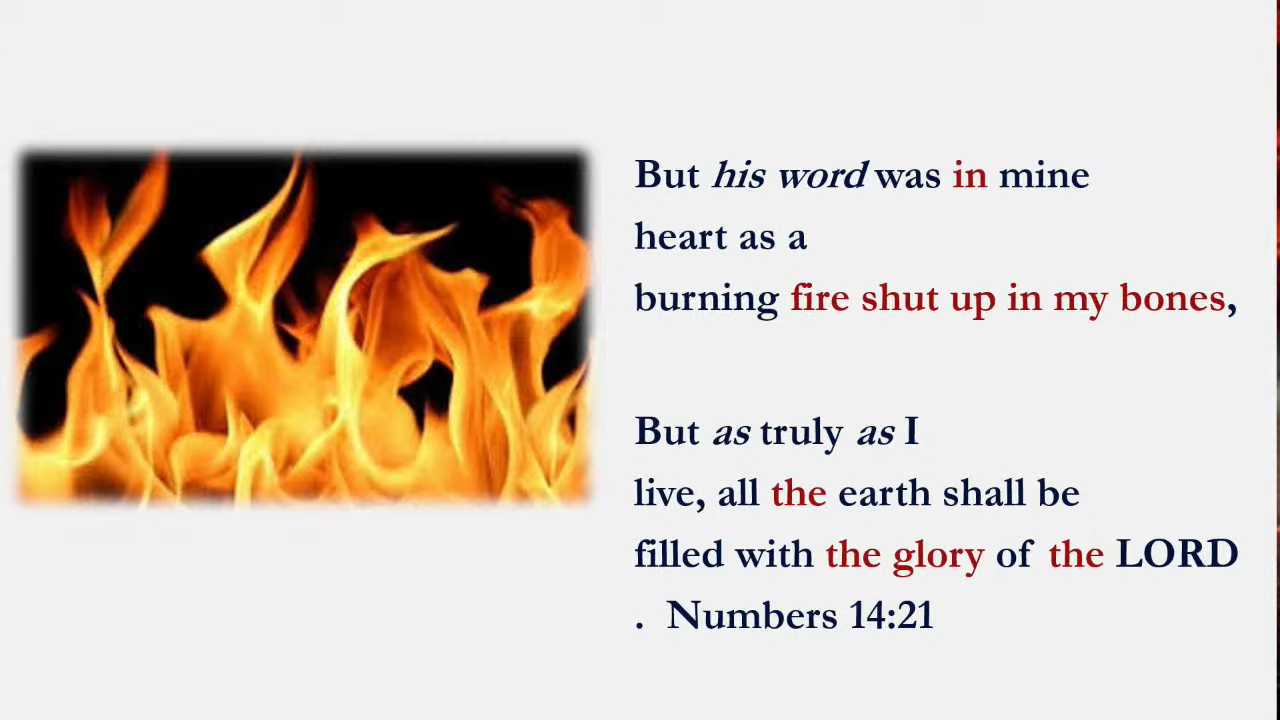 But his word was in mine
heart as a
burning fire shut up in my bones,
But as truly as I
live, all the earth shall be
filled with the glory of the LORD
. Numbers 14:21